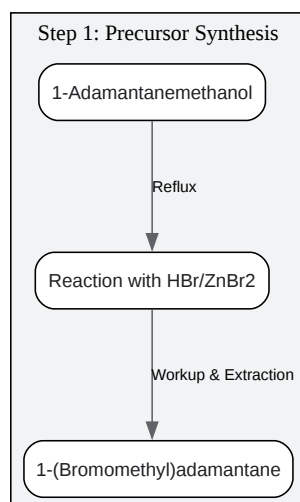 Step 1: Precursor Synthesis
1-Adamantanemethanol
Reflux
Reaction with HBr/ZnBr2
Workup & Extraction
1-(Bromomethyl)adamantane